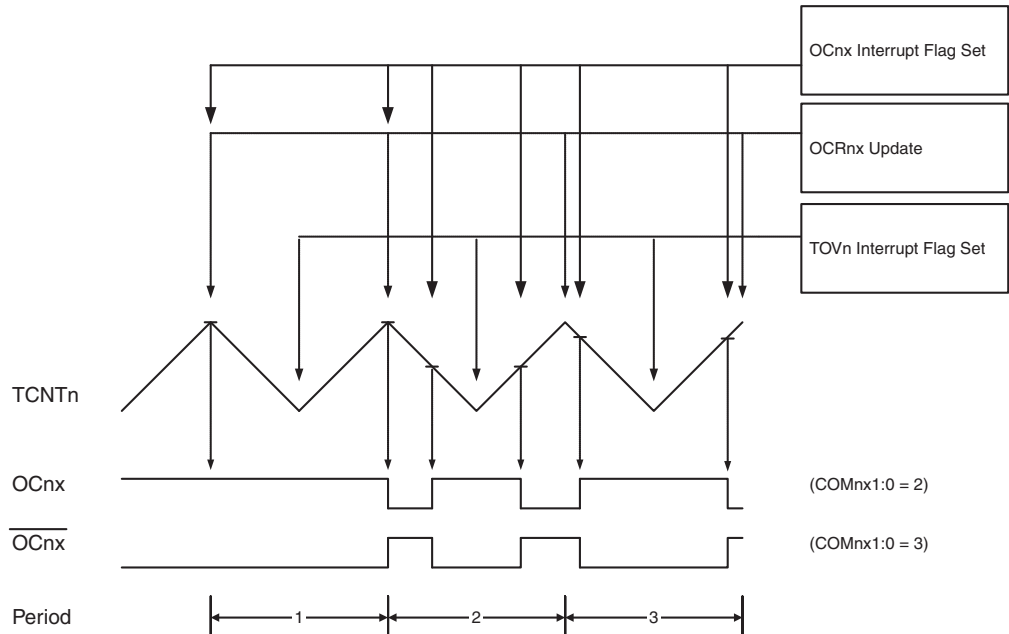 OCnx Interrupt Flag Set
OCRnx Update
TOVn Interrupt Flag Set
TCNTn
OCnx
(COMnx1:0 = 2)
OCnx
(COMnx1:0 = 3)
Period
1
2
3